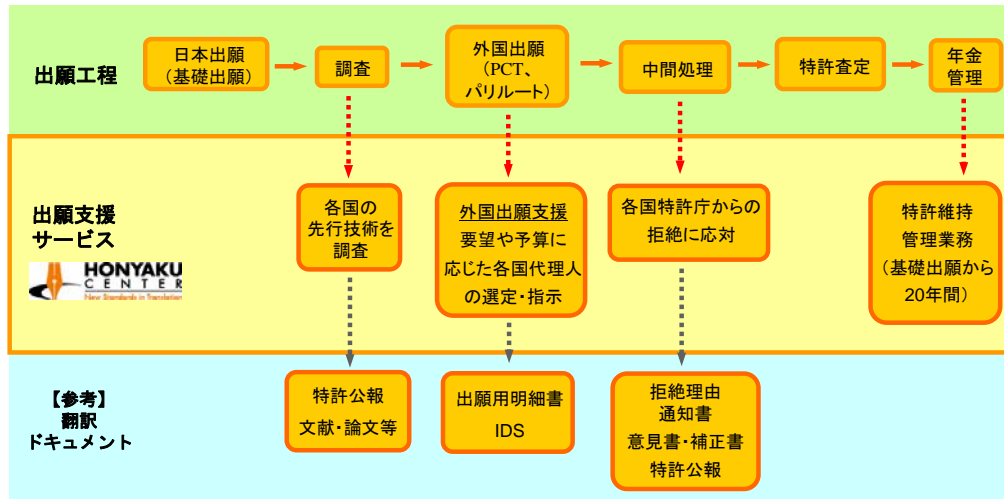 出願工程
日本出願
(基礎出願)
調査
外国出願
(PCT、
パリルート)
中間処理
特許査定
年金
管理
出願支援
サービス
HONYAKU
CENTER
New Standards in Translation
各国の
先行技術を
調査
外国出願支援
要望や予算に
応じた各国代理人
の選定・指示
各国特許庁からの
拒絶に応対
特許維持
管理業務
(基礎出願から
20年間)
【参考】
翻訳
ドキュメント
特許公報
文献・論文等
出願用明細書
IDS
拒絶理由
通知書
意見書・補正書
特許公報